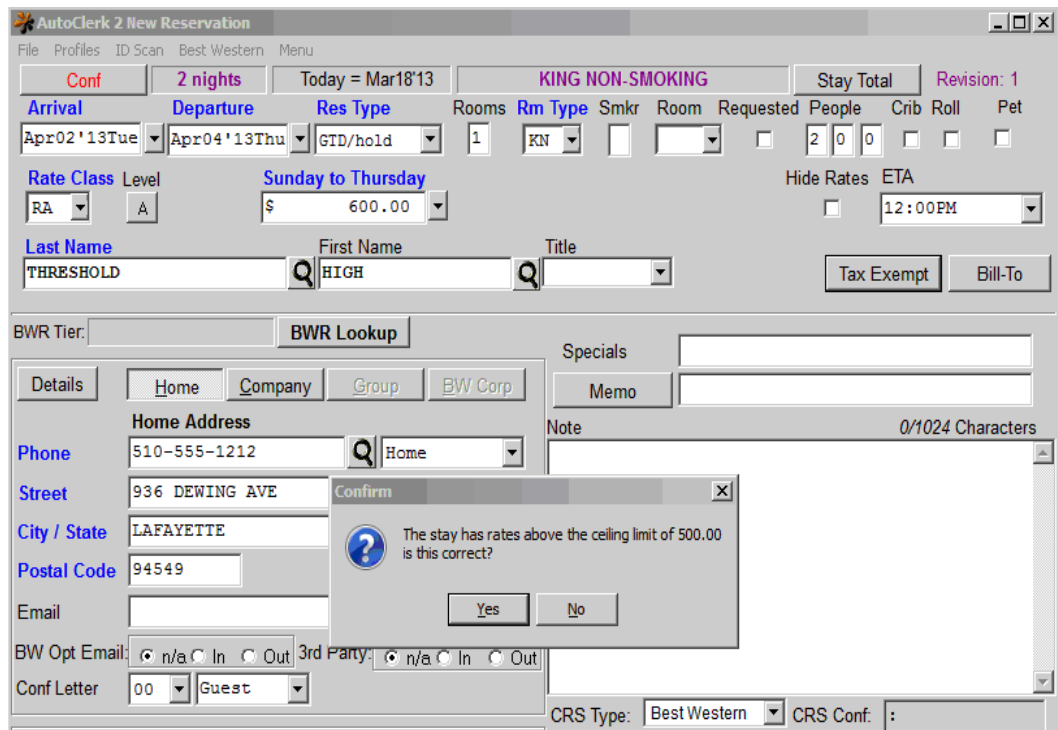 AutoClerk 2 New Reservation
File Profiles ID Scan Best Western Menu
Conf 2 nights Today = Mar18'13 KING NON-SMOKING Stay Total Revision: 1
Arrival Departure Res Type Rooms Rm Type Smkr Room Requested People Crib Roll Pet
Apr02'13Tue Apr04'13Thu GTD/hold 1 KN 2 0 0
Rate Class Level Sunday to Thursday Hide Rates ETA
RA A $ 600.00 12:00PM
Last Name First Name Title
THRESHOLD HIGH Tax Exempt Bill-To
BWR Tier: BWR Lookup
Specials
Details Home Company Group BW Corp Memo
Home Address
Note 0/1024 Characters
Phone 510-555-1212 Home
Street 936 DEWING AVE
Confirm
City / State LAFAYETTE
The stay has rates above the ceiling limit of 500.00
is this correct?
Postal Code 94549
Email
Yes No
BW Opt Email: n/a In Out 3rd Party: n/a In Out
Conf Letter 00 Guest
CRS Type: Best Western CRS Conf: :